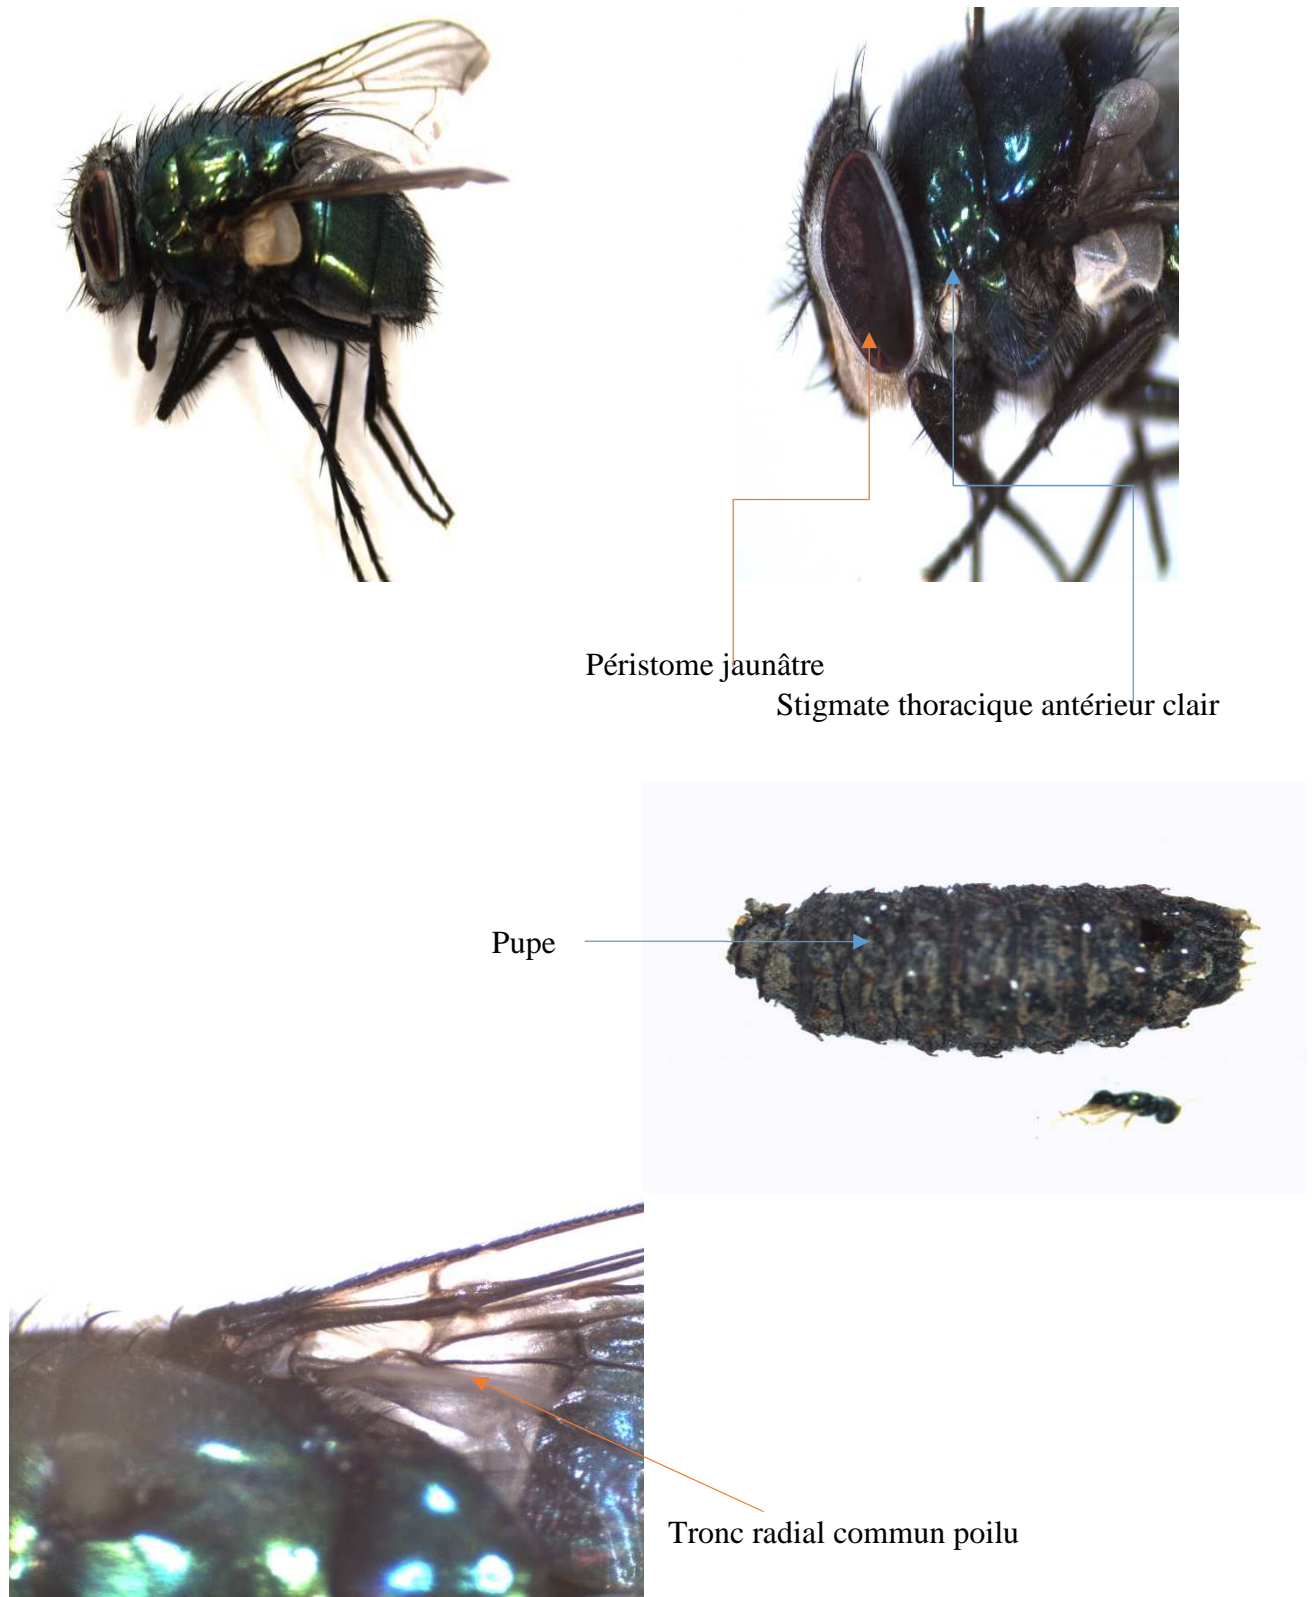 Péristome jaunâtre
Stigmate thoracique antérieur clair
Pupe
Tronc radial commun poilu